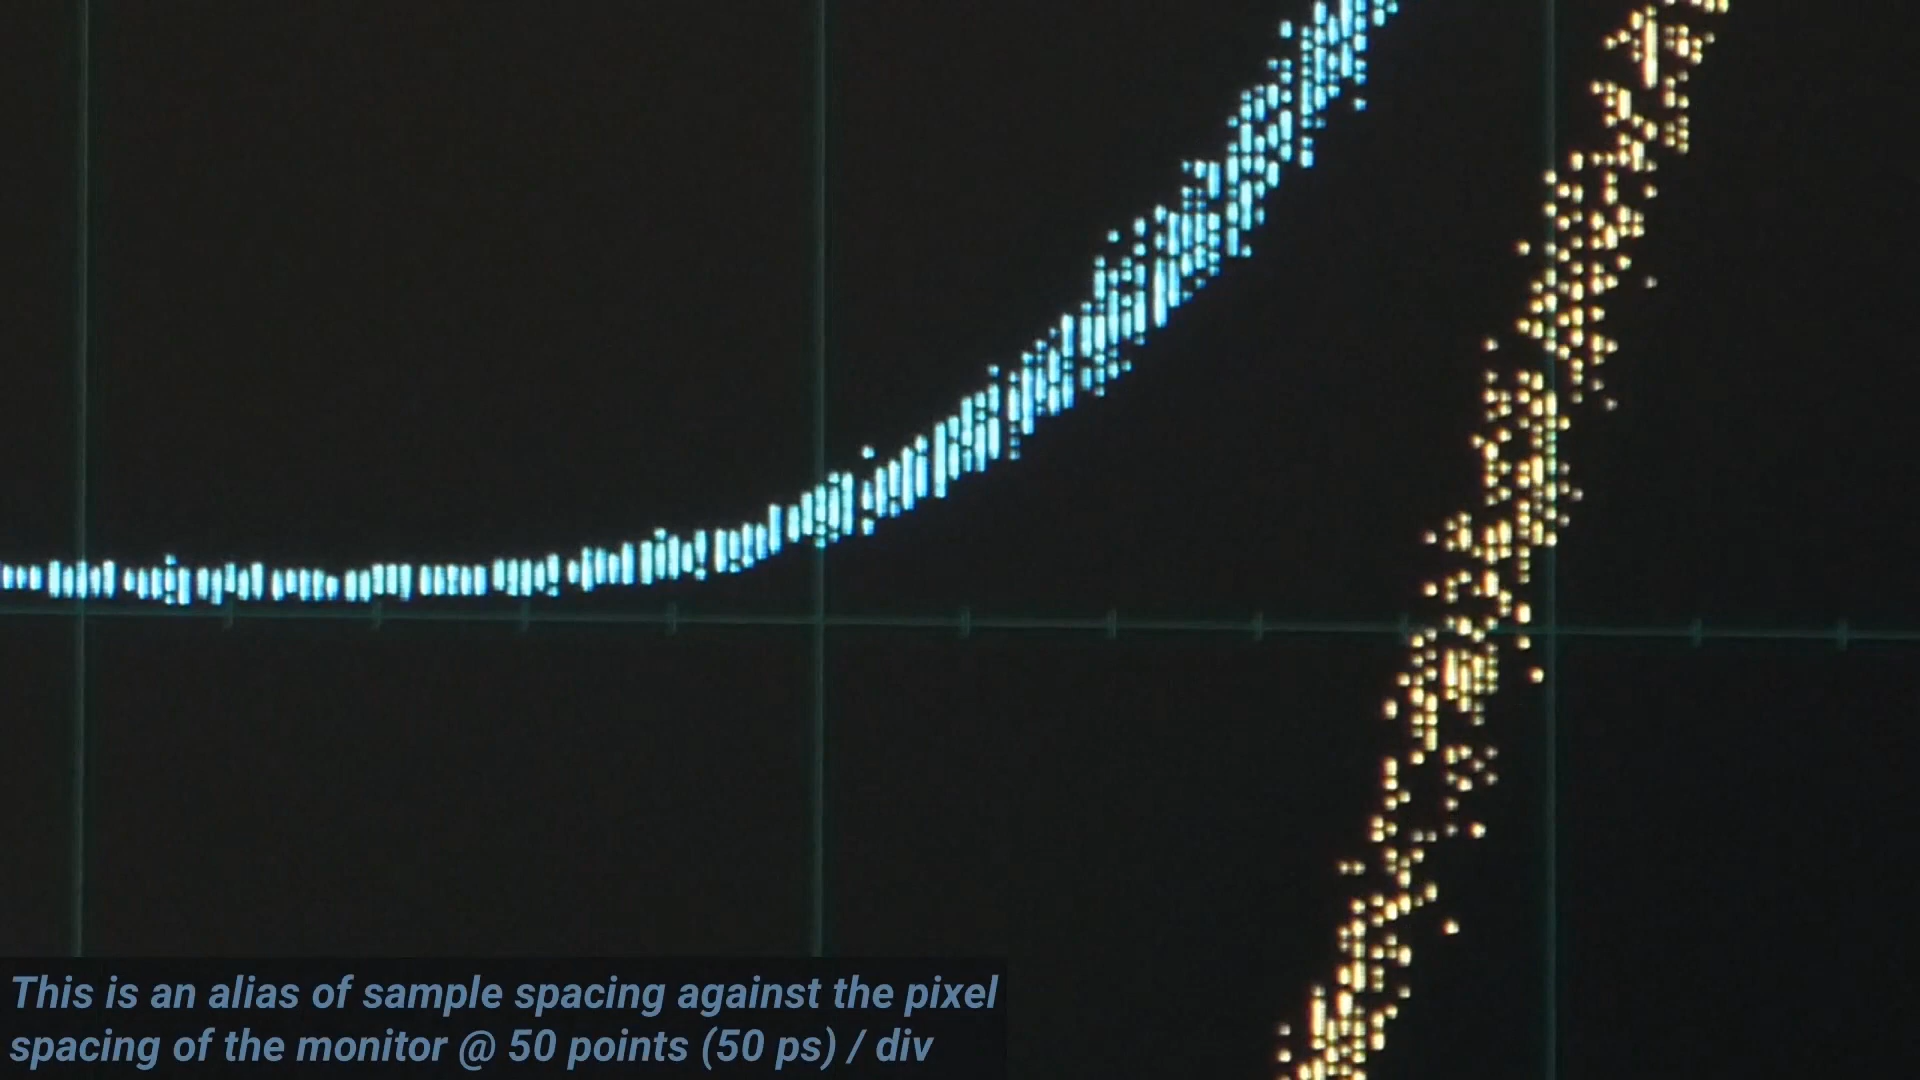 This is an alias of sample spacing against the pixel
spacing of the monitor @ 50 points (50 ps) / div